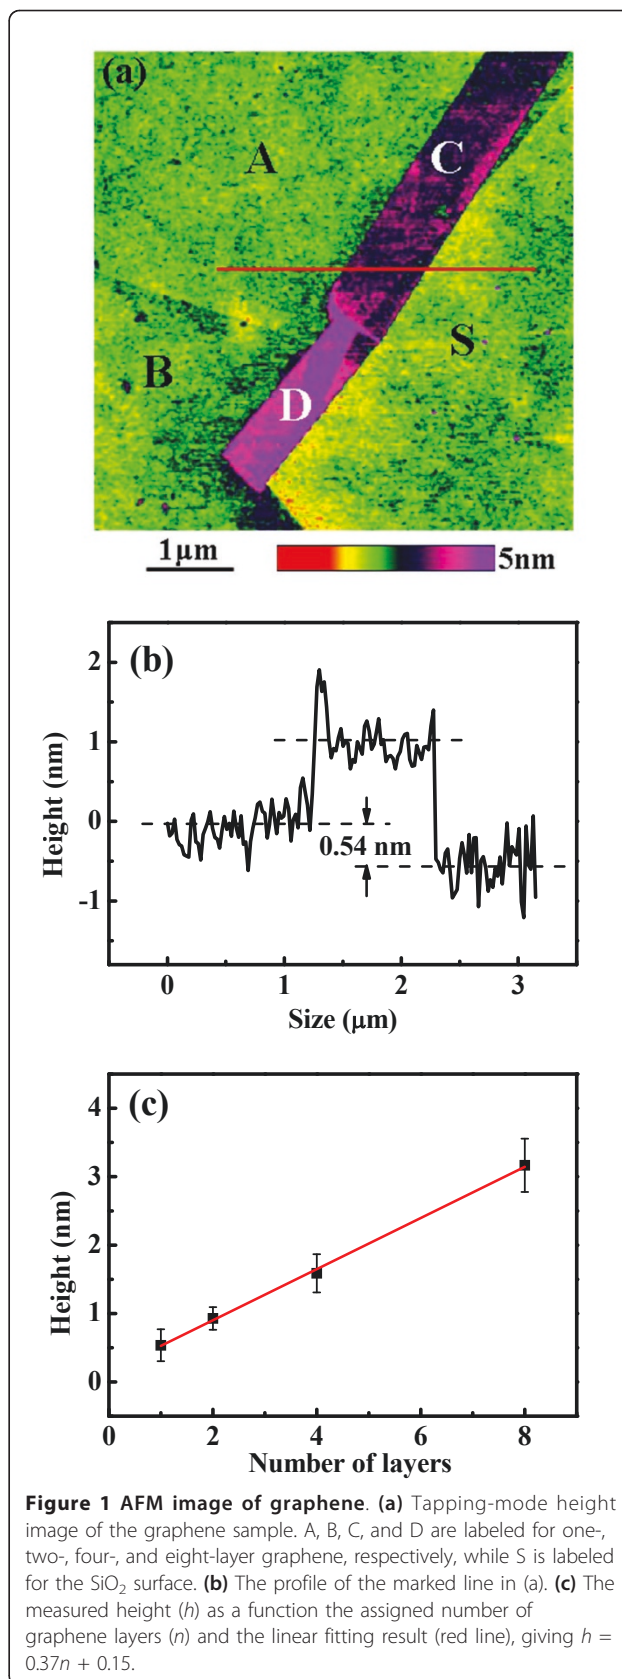 (a)
A
C
B
S
D
1μm
5nm
(b)
2
1
0
-1
Height (nm)
0.54 nm
0 1 2 3
Size (μm)
(c)
4
3
2
1
0
Height (nm)
0 2 4 6 8
Number of layers
Figure 1 AFM image of graphene. (a) Tapping-mode height
image of the graphene sample. A, B, C, and D are labeled for one-,
two-, four-, and eight-layer graphene, respectively, while S is labeled
for the SiO₂ surface. (b) The profile of the marked line in (a). (c) The
measured height (h) as a function the assigned number of
graphene layers (n) and the linear fitting result (red line), giving h =
0.37n + 0.15.